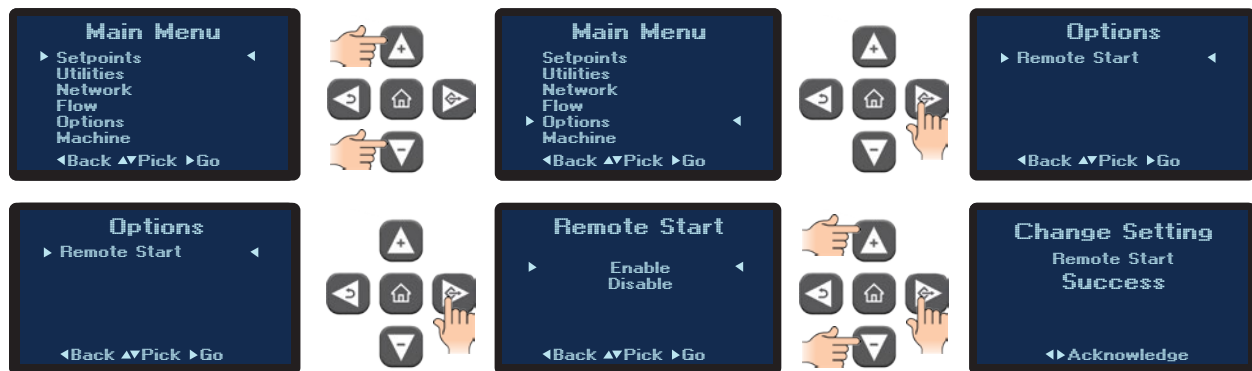 Main Menu
Setpoints
Utilities
Network
Flow
Options
Machine
◀Back ▲▼Pick ▶Go
Main Menu
Setpoints
Utilities
Network
Flow
Options
Machine
◀Back ▲▼Pick ▶Go
Options
Remote Start
◀Back ▲▼Pick ▶Go
Options
Remote Start
◀Back ▲▼Pick ▶Go
Remote Start
Enable
Disable
◀Back ▲▼Pick ▶Go
Change Setting
Remote Start
Success
◀▶Acknowledge